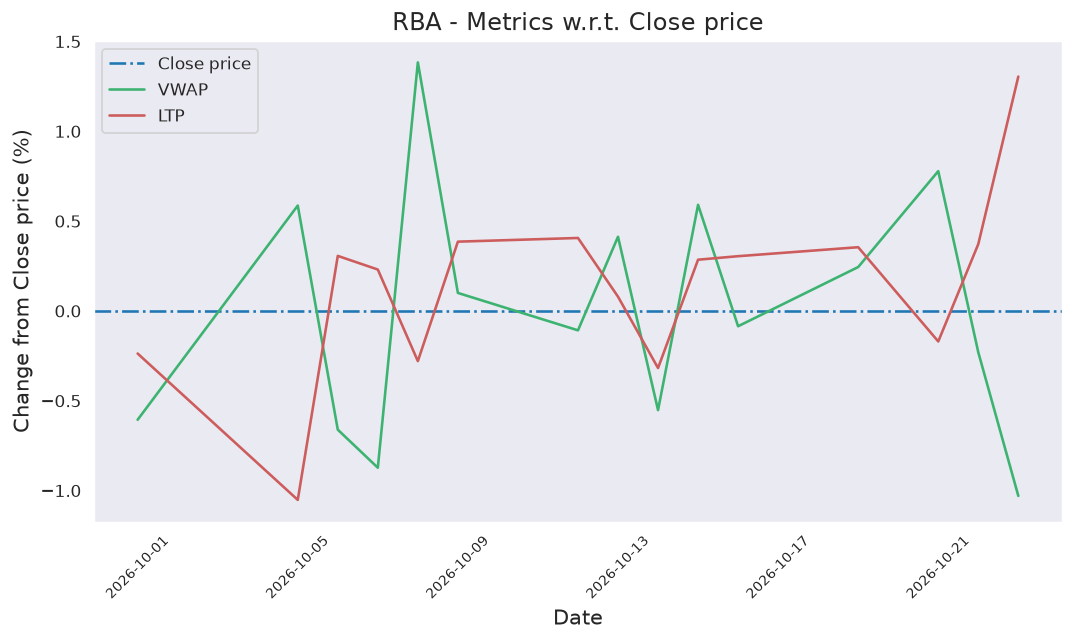 RBA - Metrics w.r.t. Close price
Close price
VWAP
LTP
Change from Close price (%)
1.5
1.0
0.5
0.0
−0.5
−1.0
2026-10-01
2026-10-05
2026-10-09
2026-10-13
2026-10-17
2026-10-21
Date